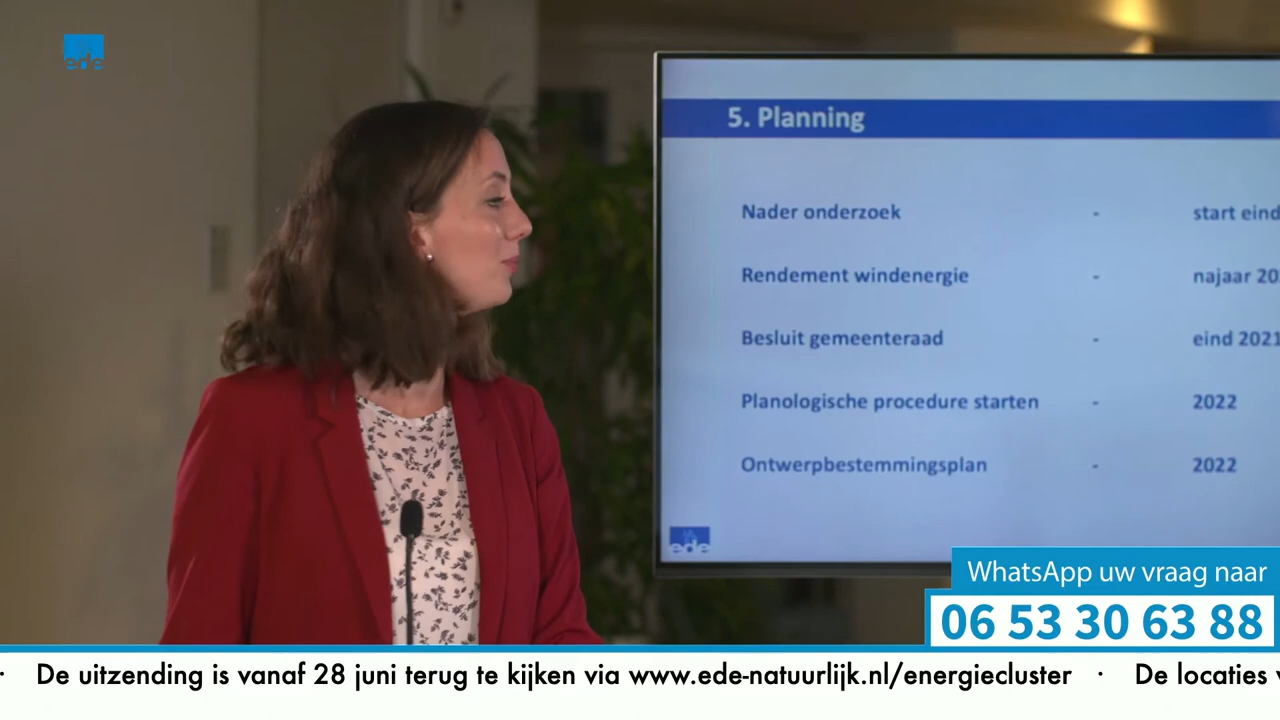 ede
5. Planning
Nader onderzoek - start eind
Rendement windenergie - najaar 20
Besluit gemeenteraad - eind 2021
Planologische procedure starten - 2022
Ontwerpbestemmingsplan - 2022
ede
WhatsApp uw vraag naar
06 53 30 63 88
· De uitzending is vanaf 28 juni terug te kijken via www.ede-natuurlijk.nl/energiecluster · De locaties